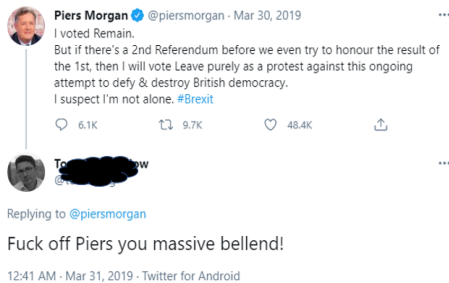 Piers Morgan @piersmorgan · Mar 30, 2019
I voted Remain.
But if there's a 2nd Referendum before we even try to honour the result of
the 1st, then I will vote Leave purely as a protest against this ongoing
attempt to defy & destroy British democracy.
I suspect I'm not alone. #Brexit
6.1K 9.7K 48.4K
Replying to @piersmorgan
Fuck off Piers you massive bellend!
12:41 AM · Mar 31, 2019 · Twitter for Android